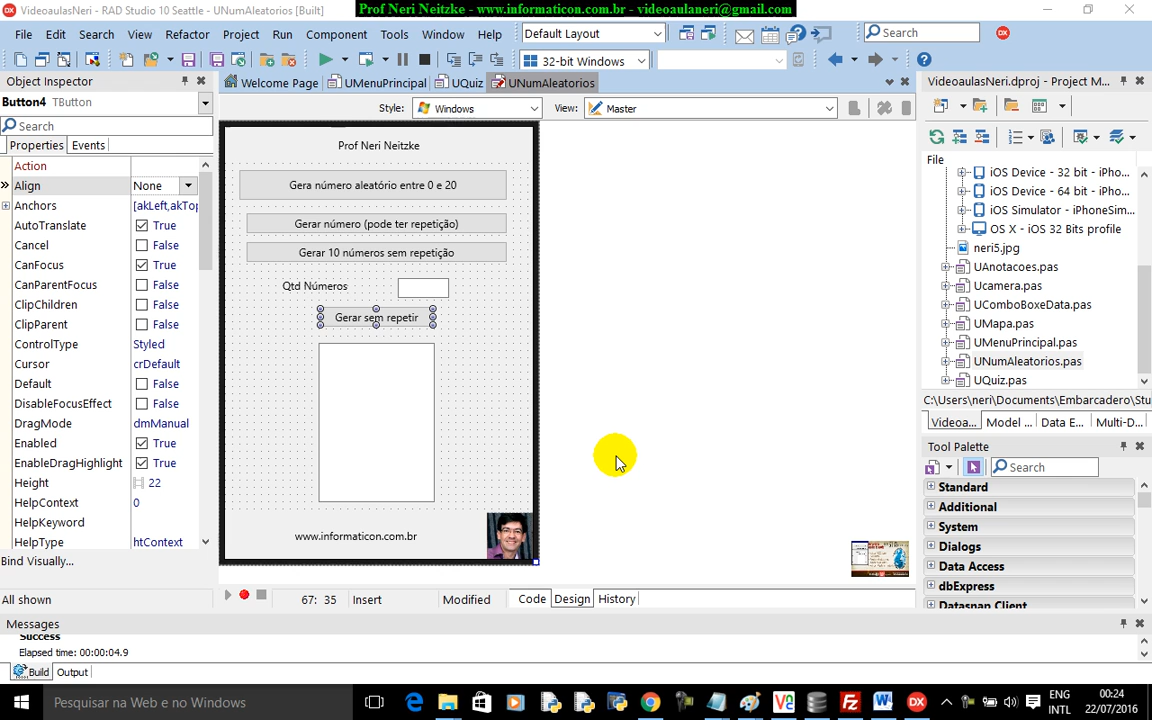 VideoaulasNeri - RAD Studio 10 Seattle - UNumAleatorios [Built]
Prof Neri Neitzke - www.informaticon.com.br - videoaulaneri@gmail.com
File Edit Search View Refactor Project Run Component Tools Window Help
Default Layout
Search
32-bit Windows
Object Inspector
Button4 TButton
Search
Properties Events
Action
Align None
Anchors [akLeft,akTop
AutoTranslate True
Cancel False
CanFocus True
CanParentFocus False
ClipChildren False
ClipParent False
ControlType Styled
Cursor crDefault
Default False
DisableFocusEffect False
DragMode dmManual
Enabled True
EnableDragHighlight True
Height 22
HelpContext 0
HelpKeyword
HelpType htContext
Bind Visually...
All shown
Welcome Page UMenuPrincipal UQuiz UNumAleatorios
Style: Windows View: Master
Prof Neri Neitzke
Gera número aleatório entre 0 e 20
Gerar número (pode ter repetição)
Gerar 10 números sem repetição
Qtd Números
Gerar sem repetir
www.informaticon.com.br
67: 35 Insert Modified Code Design History
VideoaulasNeri.dproj - Project M...
File
iOS Device - 32 bit - iPho...
iOS Device - 64 bit - iPho...
iOS Simulator - iPhoneSim...
OS X - iOS 32 Bits profile
neri5.jpg
UAnotacoes.pas
Ucamera.pas
UComboBoxeData.pas
UMapa.pas
UMenuPrincipal.pas
UNumAleatorios.pas
UQuiz.pas
C:\Users\neri\Documents\Embarcadero\Stu
Videoa... Model ... Data E... Multi-D...
Tool Palette
Search
Standard
Additional
System
Dialogs
Data Access
dbExpress
Datasnap Client
Messages
Success
Elapsed time: 00:00:04.9
Build Output
Pesquisar na Web e no Windows
ENG
INTL
00:24
22/07/2016